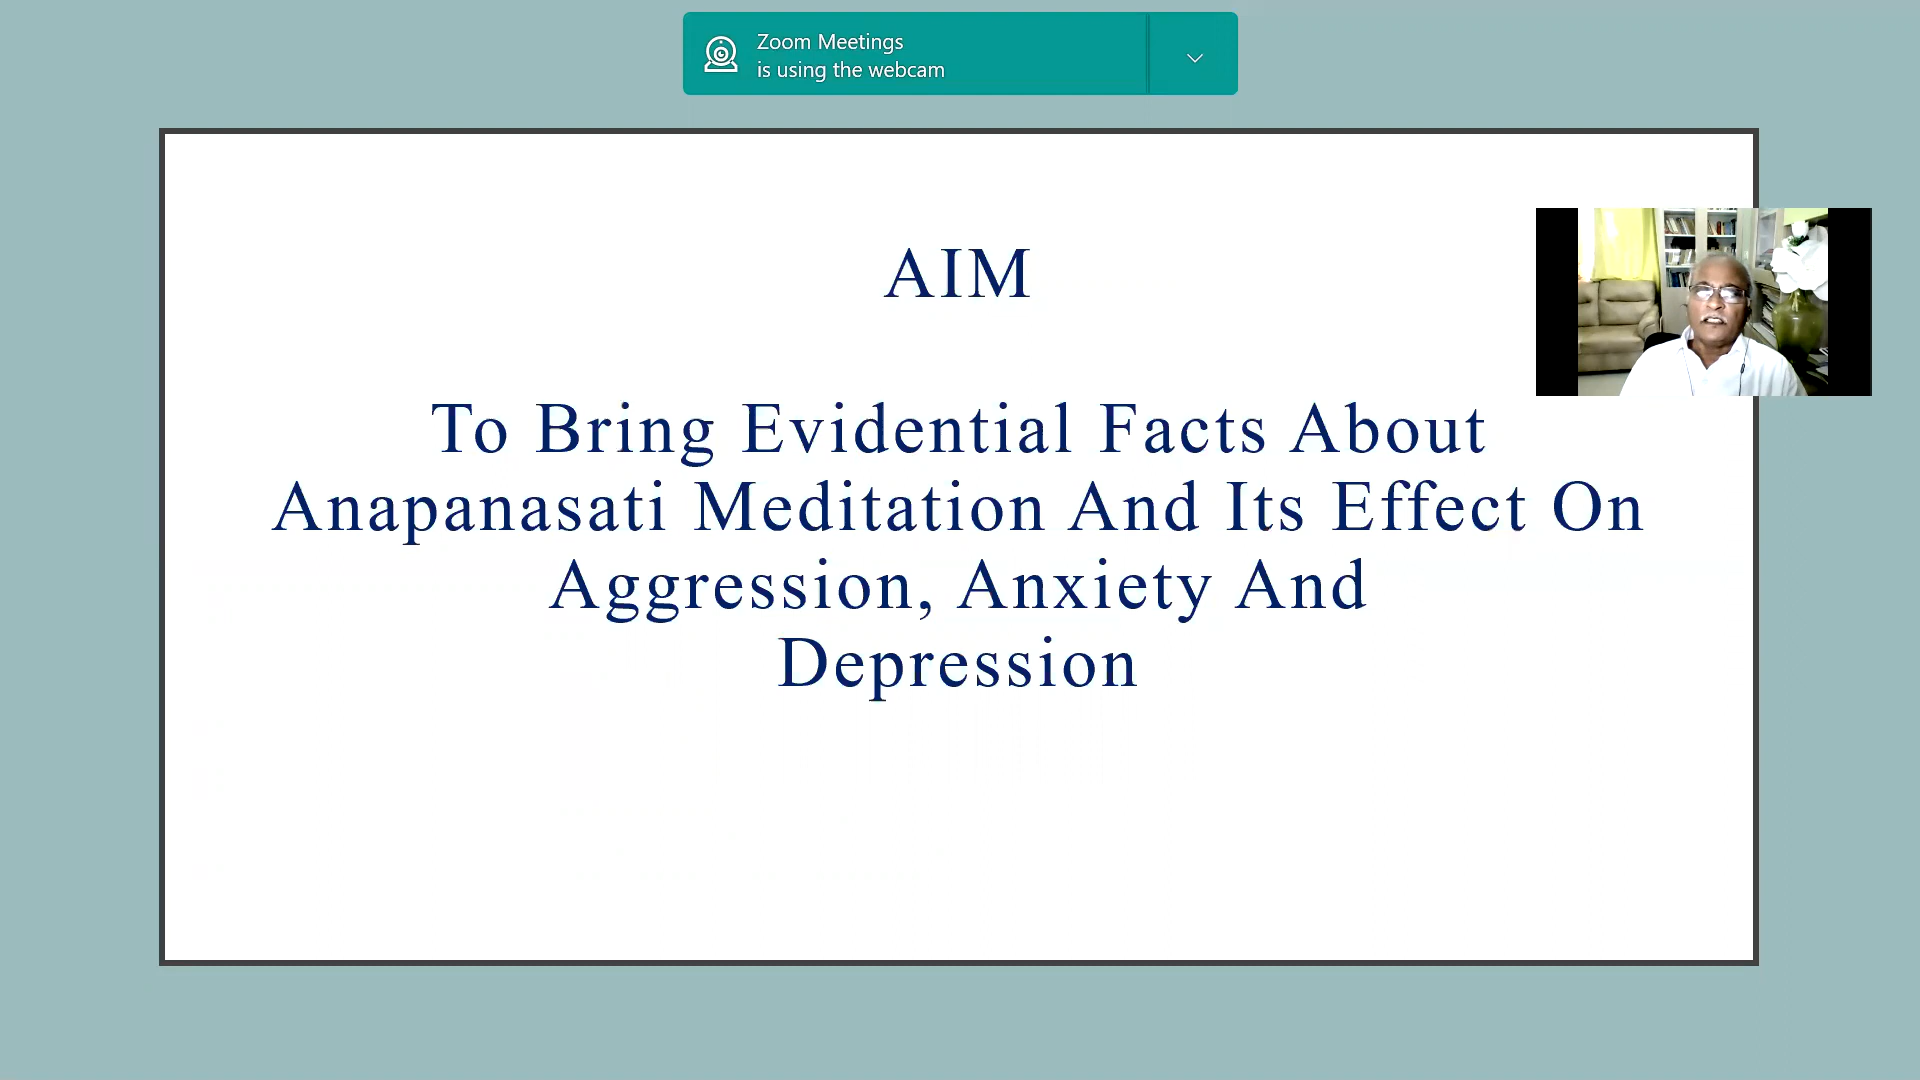 Zoom Meetings
is using the webcam
AIM
To Bring Evidential Facts About
Anapanasati Meditation And Its Effect On
Aggression, Anxiety And
Depression